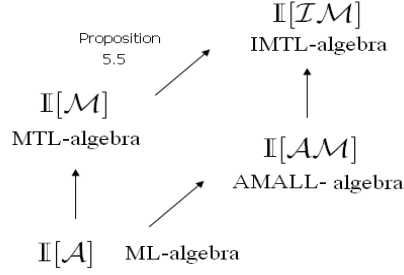 𝕀[ℐℳ]
IMTL-algebra
Proposition
5.5
𝕀[ℳ]
MTL-algebra
𝕀[𝒜ℳ]
AMALL- algebra
𝕀[𝒜] ML-algebra